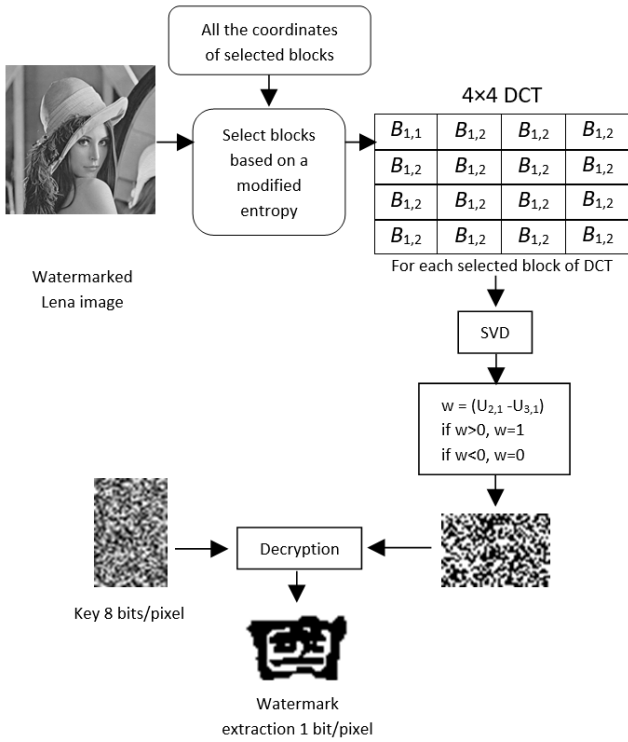 All the coordinates
of selected blocks
Select blocks
based on a
modified
entropy
4×4 DCT
B1,1 B1,2 B1,2 B1,2
B1,2 B1,2 B1,2 B1,2
B1,2 B1,2 B1,2 B1,2
B1,2 B1,2 B1,2 B1,2
For each selected block of DCT
Watermarked
Lena image
SVD
w = (U2,1 -U3,1)
if w>0, w=1
if w<0, w=0
Decryption
Key 8 bits/pixel
Watermark
extraction 1 bit/pixel